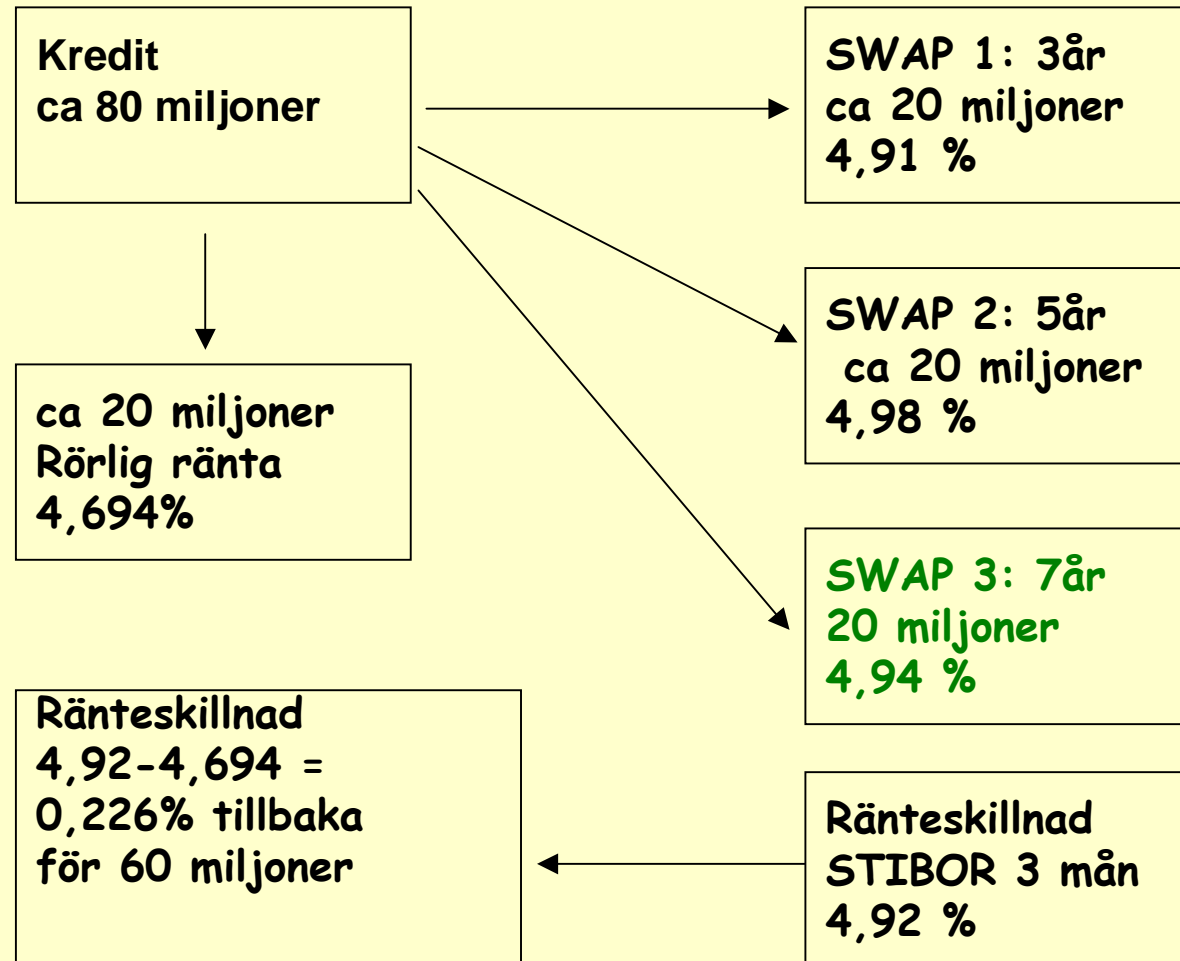 Kredit
ca 80 miljoner
SWAP 1: 3år
ca 20 miljoner
4,91 %
SWAP 2: 5år
ca 20 miljoner
4,98 %
ca 20 miljoner
Rörlig ränta
4,694%
SWAP 3: 7år
20 miljoner
4,94 %
Ränteskillnad
4,92-4,694 =
0,226% tillbaka
för 60 miljoner
Ränteskillnad
STIBOR 3 mån
4,92 %